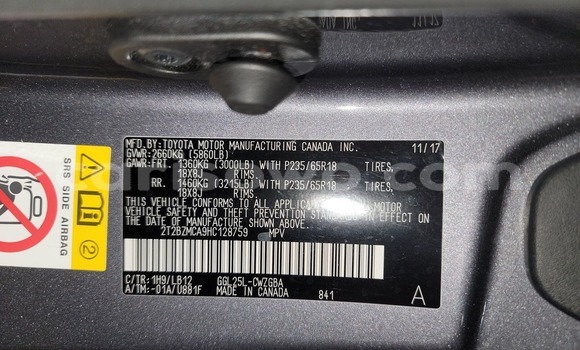 MFD.BY:TOYOTA MOTOR MANUFACTURING CANADA INC. 11/17
GVWR:2660KG (5860LB)
GAWR:FRT. 1360KG (3000LB) WITH P235/65R18 TIRES,
18X8J RIMS,
RR. 1460KG (3215LB) WITH P235/65R18 TIRES,
18X8J RIMS,
THIS VEHICLE CONFORMS TO ALL APPLICABLE MOTOR
VEHICLE SAFETY AND THEFT PREVENTION STANDARDS IN EFFECT ON
THE DATE OF MANUFACTURE SHOWN ABOVE.
2T2BZMCA9HC128759 MPV
C/TR: 1H9/LB12 GGL25L-CWZGBA
A/TM:-01A/U881F MADE IN CANADA 841 A
SRS SIDE AIRBAG
2